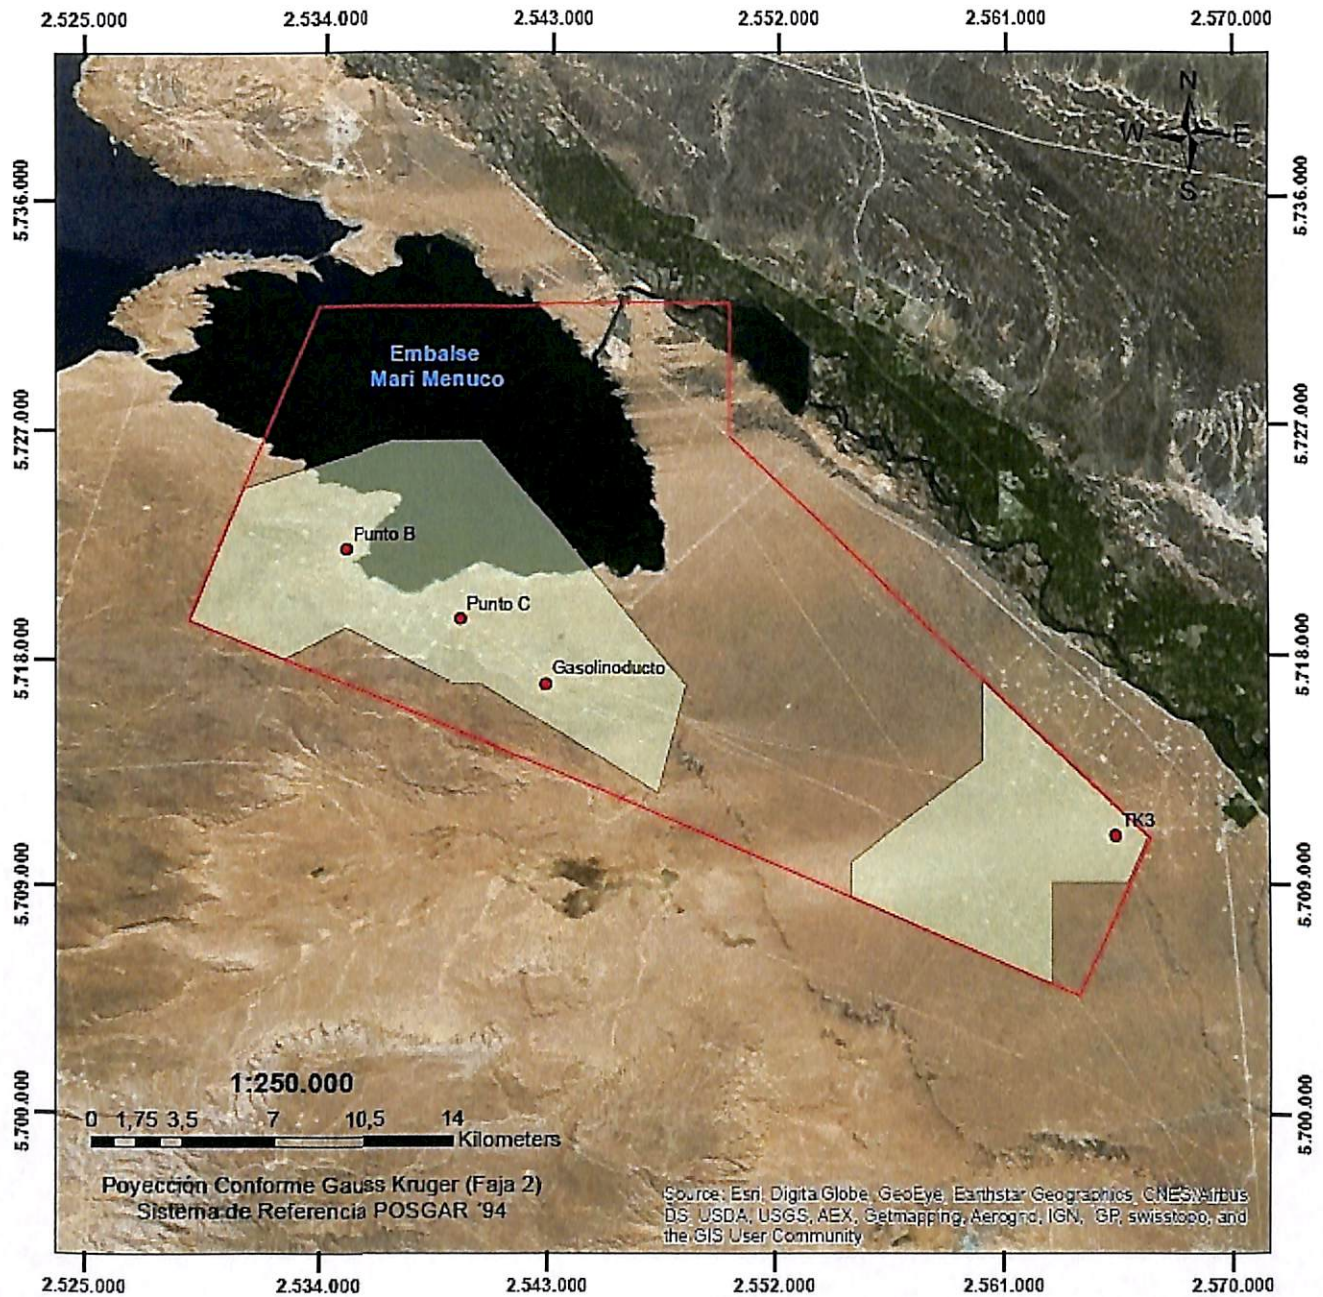 2.525.000 2.534.000 2.543.000 2.552.000 2.561.000 2.570.000
N
W E
S
5.736.000 5.736.000
Embalse
Mari Menuco
5.727.000 5.727.000
Punto B
Punto C
5.718.000 5.718.000
Gasolinoducto
TK3
5.709.000 5.709.000
1:250.000
5.700.000 5.700.000
0 1,75 3,5 7 10,5 14
Kilometers
Poyección Conforme Gauss Kruger (Faja 2)
Sistema de Referencia POSGAR ´94
Source: Esri, DigitalGlobe, GeoEye, Earthstar Geographics, CNES/Airbus
DS, USDA, USGS, AEX, Getmapping, Aerogrid, IGN, IGP, swisstopo, and
the GIS User Community
2.525.000 2.534.000 2.543.000 2.552.000 2.561.000 2.570.000